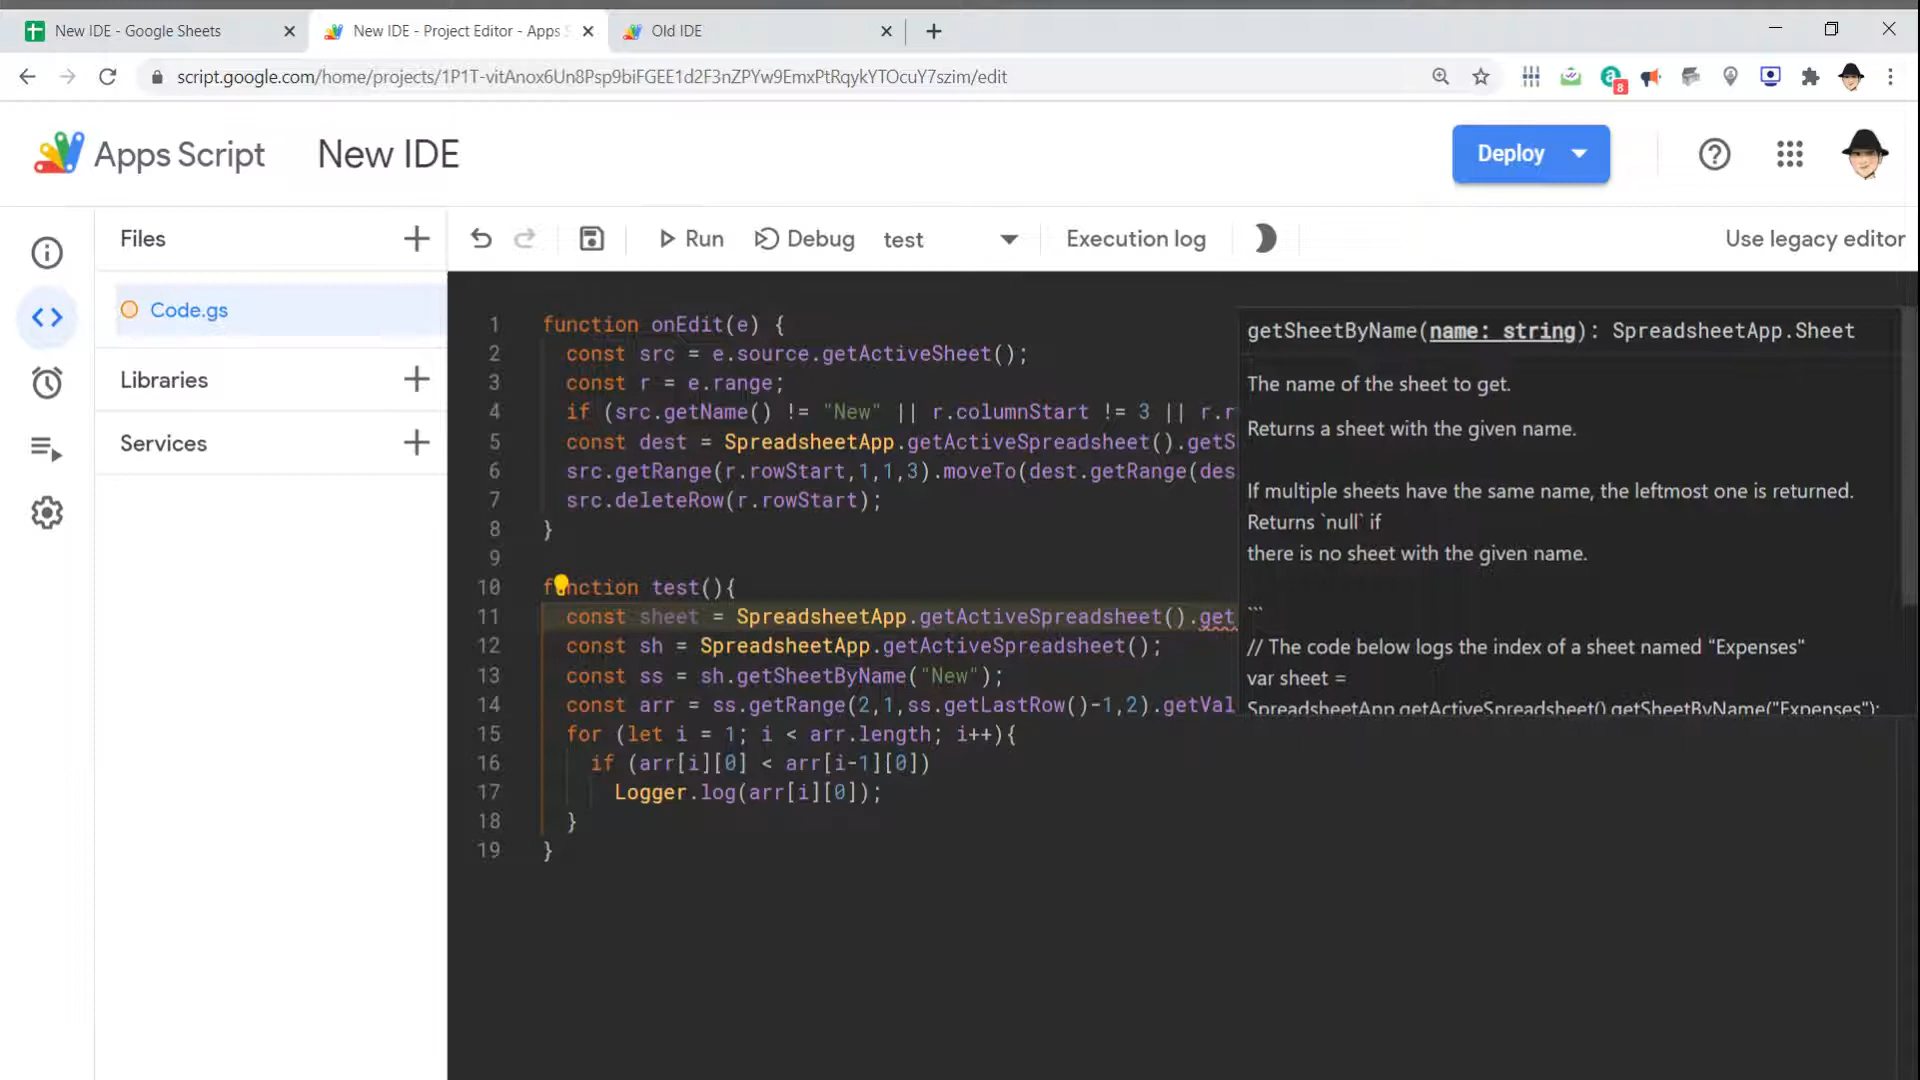 New IDE - Google Sheets
New IDE - Project Editor - Apps S
Old IDE
script.google.com/home/projects/1P1T-vitAnox6Un8Psp9biFGEE1d2F3nZPYw9EmxPtRqykYTOcuY7szim/edit
8
Apps Script
New IDE
Deploy
Files
Run
Debug
test
Execution log
Use legacy editor
Code.gs
Libraries
Services
1 function onEdit(e) {
2 const src = e.source.getActiveSheet();
3 const r = e.range;
4 if (src.getName() != "New" || r.columnStart != 3 || r.r
5 const dest = SpreadsheetApp.getActiveSpreadsheet().getS
6 src.getRange(r.rowStart,1,1,3).moveTo(dest.getRange(des
7 src.deleteRow(r.rowStart);
8 }
9
10 function test(){
11 const sheet = SpreadsheetApp.getActiveSpreadsheet().get
12 const sh = SpreadsheetApp.getActiveSpreadsheet();
13 const ss = sh.getSheetByName("New");
14 const arr = ss.getRange(2,1,ss.getLastRow()-1,2).getVal
15 for (let i = 1; i < arr.length; i++){
16 if (arr[i][0] < arr[i-1][0])
17 Logger.log(arr[i][0]);
18 }
19 }
getSheetByName(name: string): SpreadsheetApp.Sheet
The name of the sheet to get.
Returns a sheet with the given name.
If multiple sheets have the same name, the leftmost one is returned.
Returns `null` if
there is no sheet with the given name.
```
// The code below logs the index of a sheet named "Expenses"
var sheet =
SpreadsheetApp.getActiveSpreadsheet().getSheetByName("Expenses");